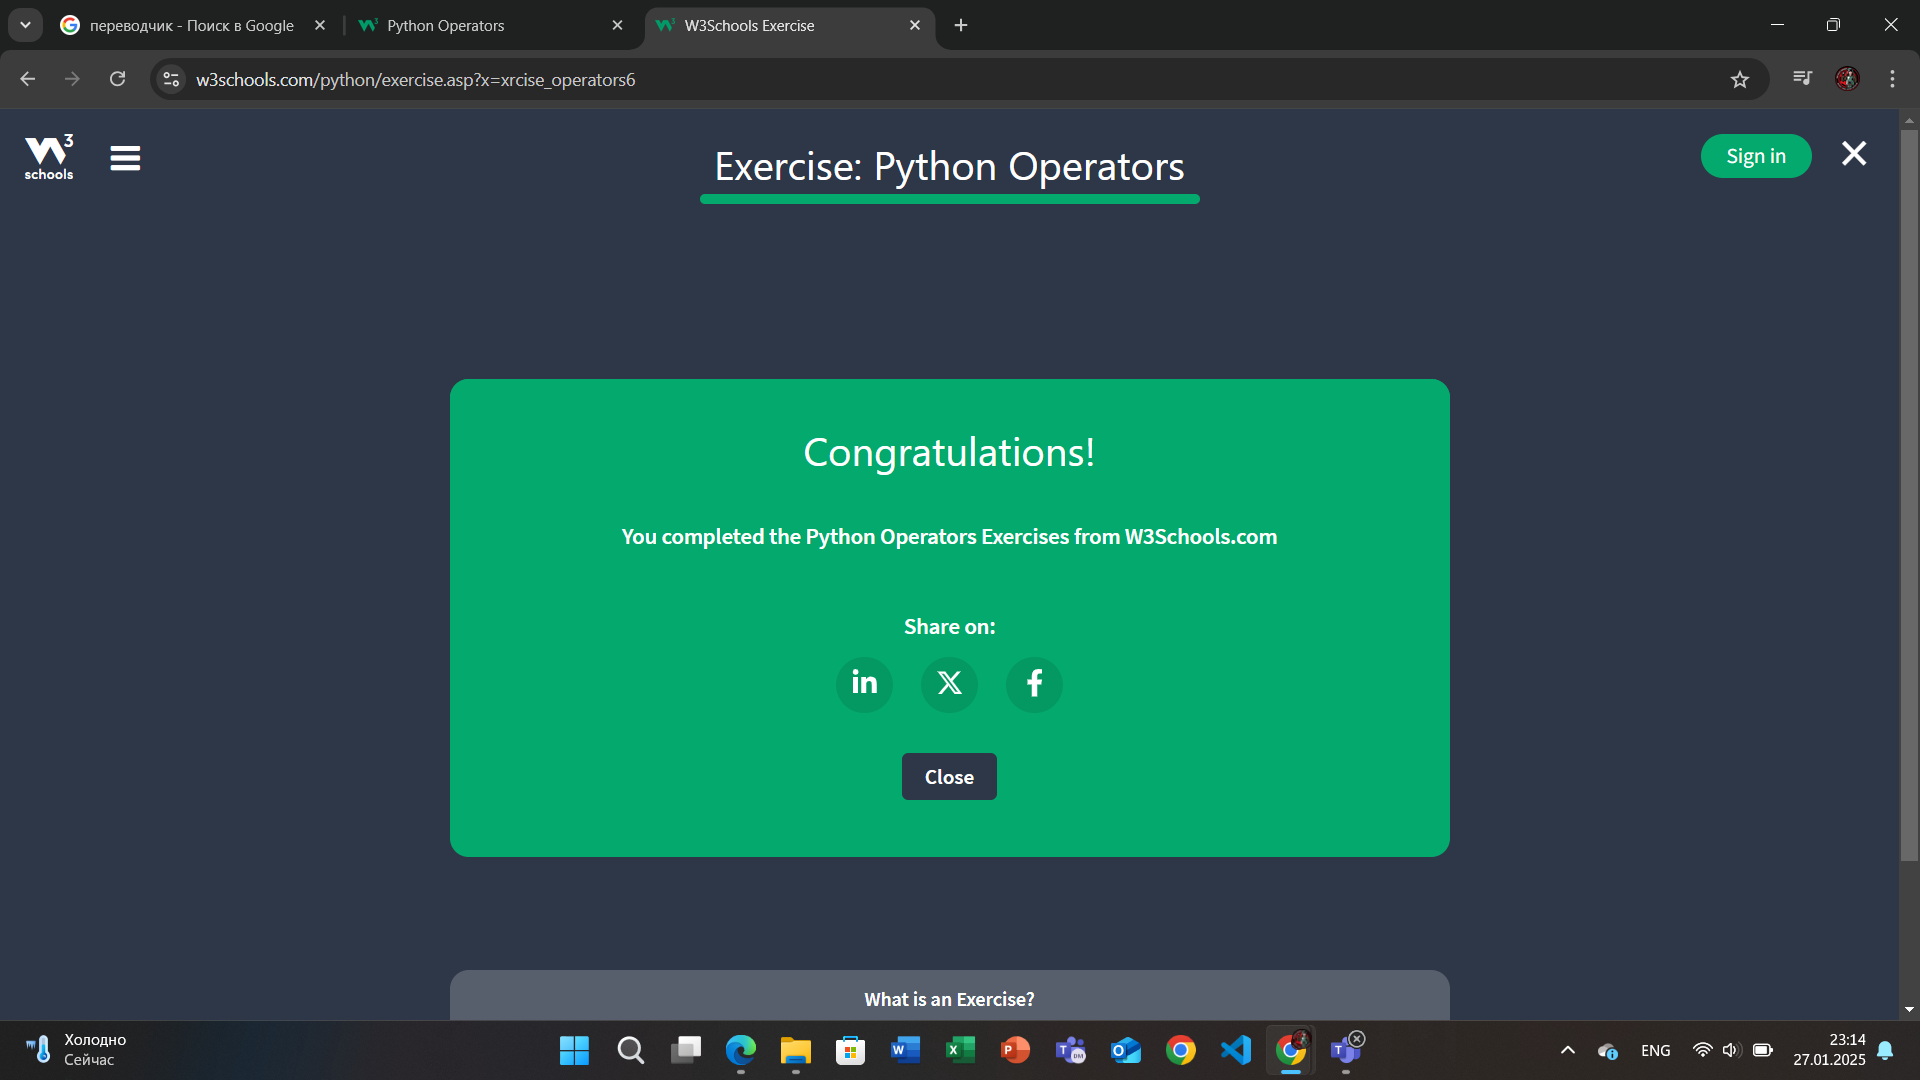 переводчик - Поиск в Google
Python Operators
W3Schools Exercise
w3schools.com/python/exercise.asp?x=xrcise_operators6
3
schools
Exercise: Python Operators
Sign in
Congratulations!
You completed the Python Operators Exercises from W3Schools.com
Share on:
in
X
f
Close
What is an Exercise?
Холодно
Сейчас
ENG
23:14
27.01.2025